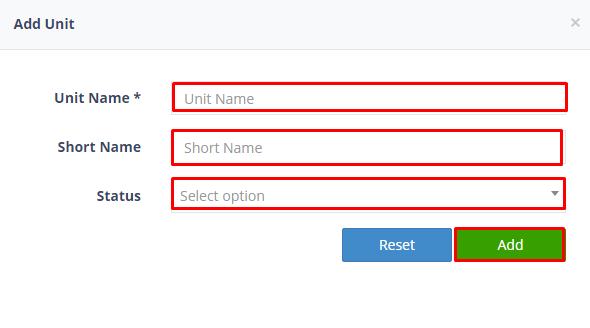 Add Unit ×
Unit Name * Unit Name
Short Name Short Name
Status Select option
Reset Add